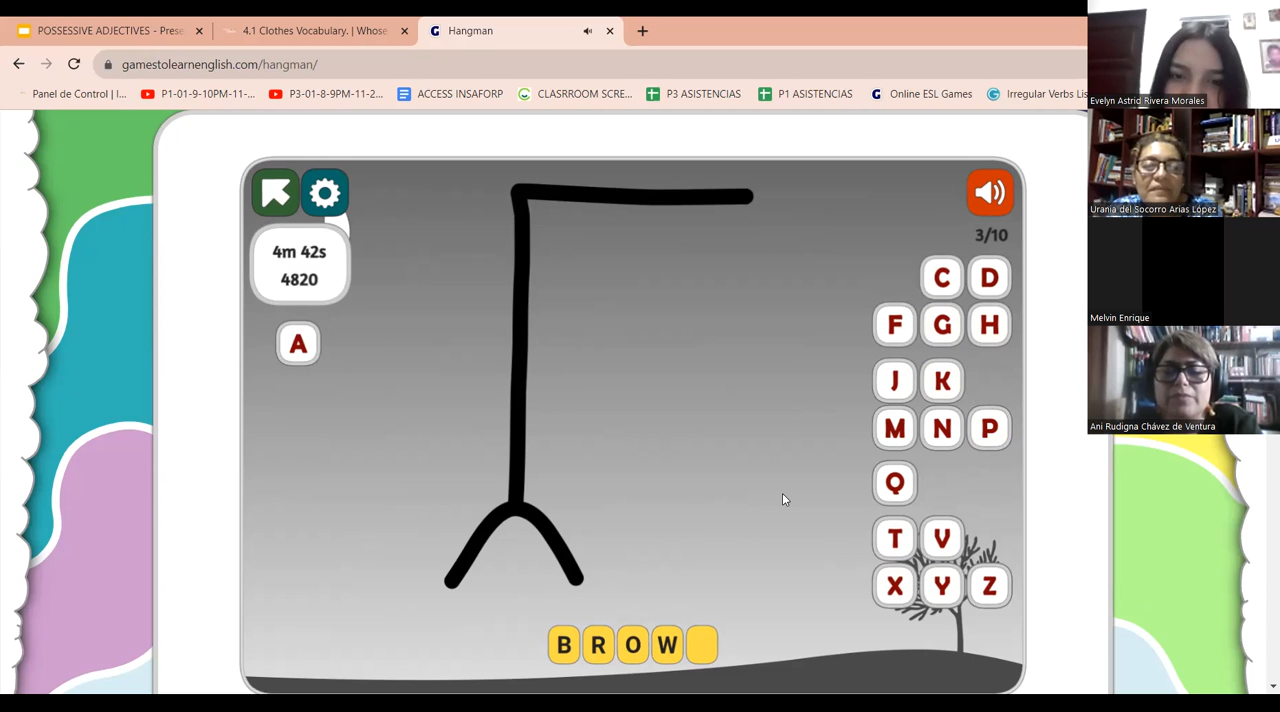 POSSESSIVE ADJECTIVES - Prese
4.1 Clothes Vocabulary. | Whose
Hangman
gamestolearnenglish.com/hangman/
Panel de Control | I...
P1-01-9-10PM-11-...
P3-01-8-9PM-11-2...
ACCESS INSAFORP
CLASRROOM SCRE...
P3 ASISTENCIAS
P1 ASISTENCIAS
Online ESL Games
Irregular Verbs Lis
Evelyn Astrid Rivera Morales
Urania del Socorro Arias López
Melvin Enrique
Ani Rudigna Chávez de Ventura
4m 42s
4820
3/10
A
C D
F G H
J K
M N P
Q
T V
X Y Z
B R O W